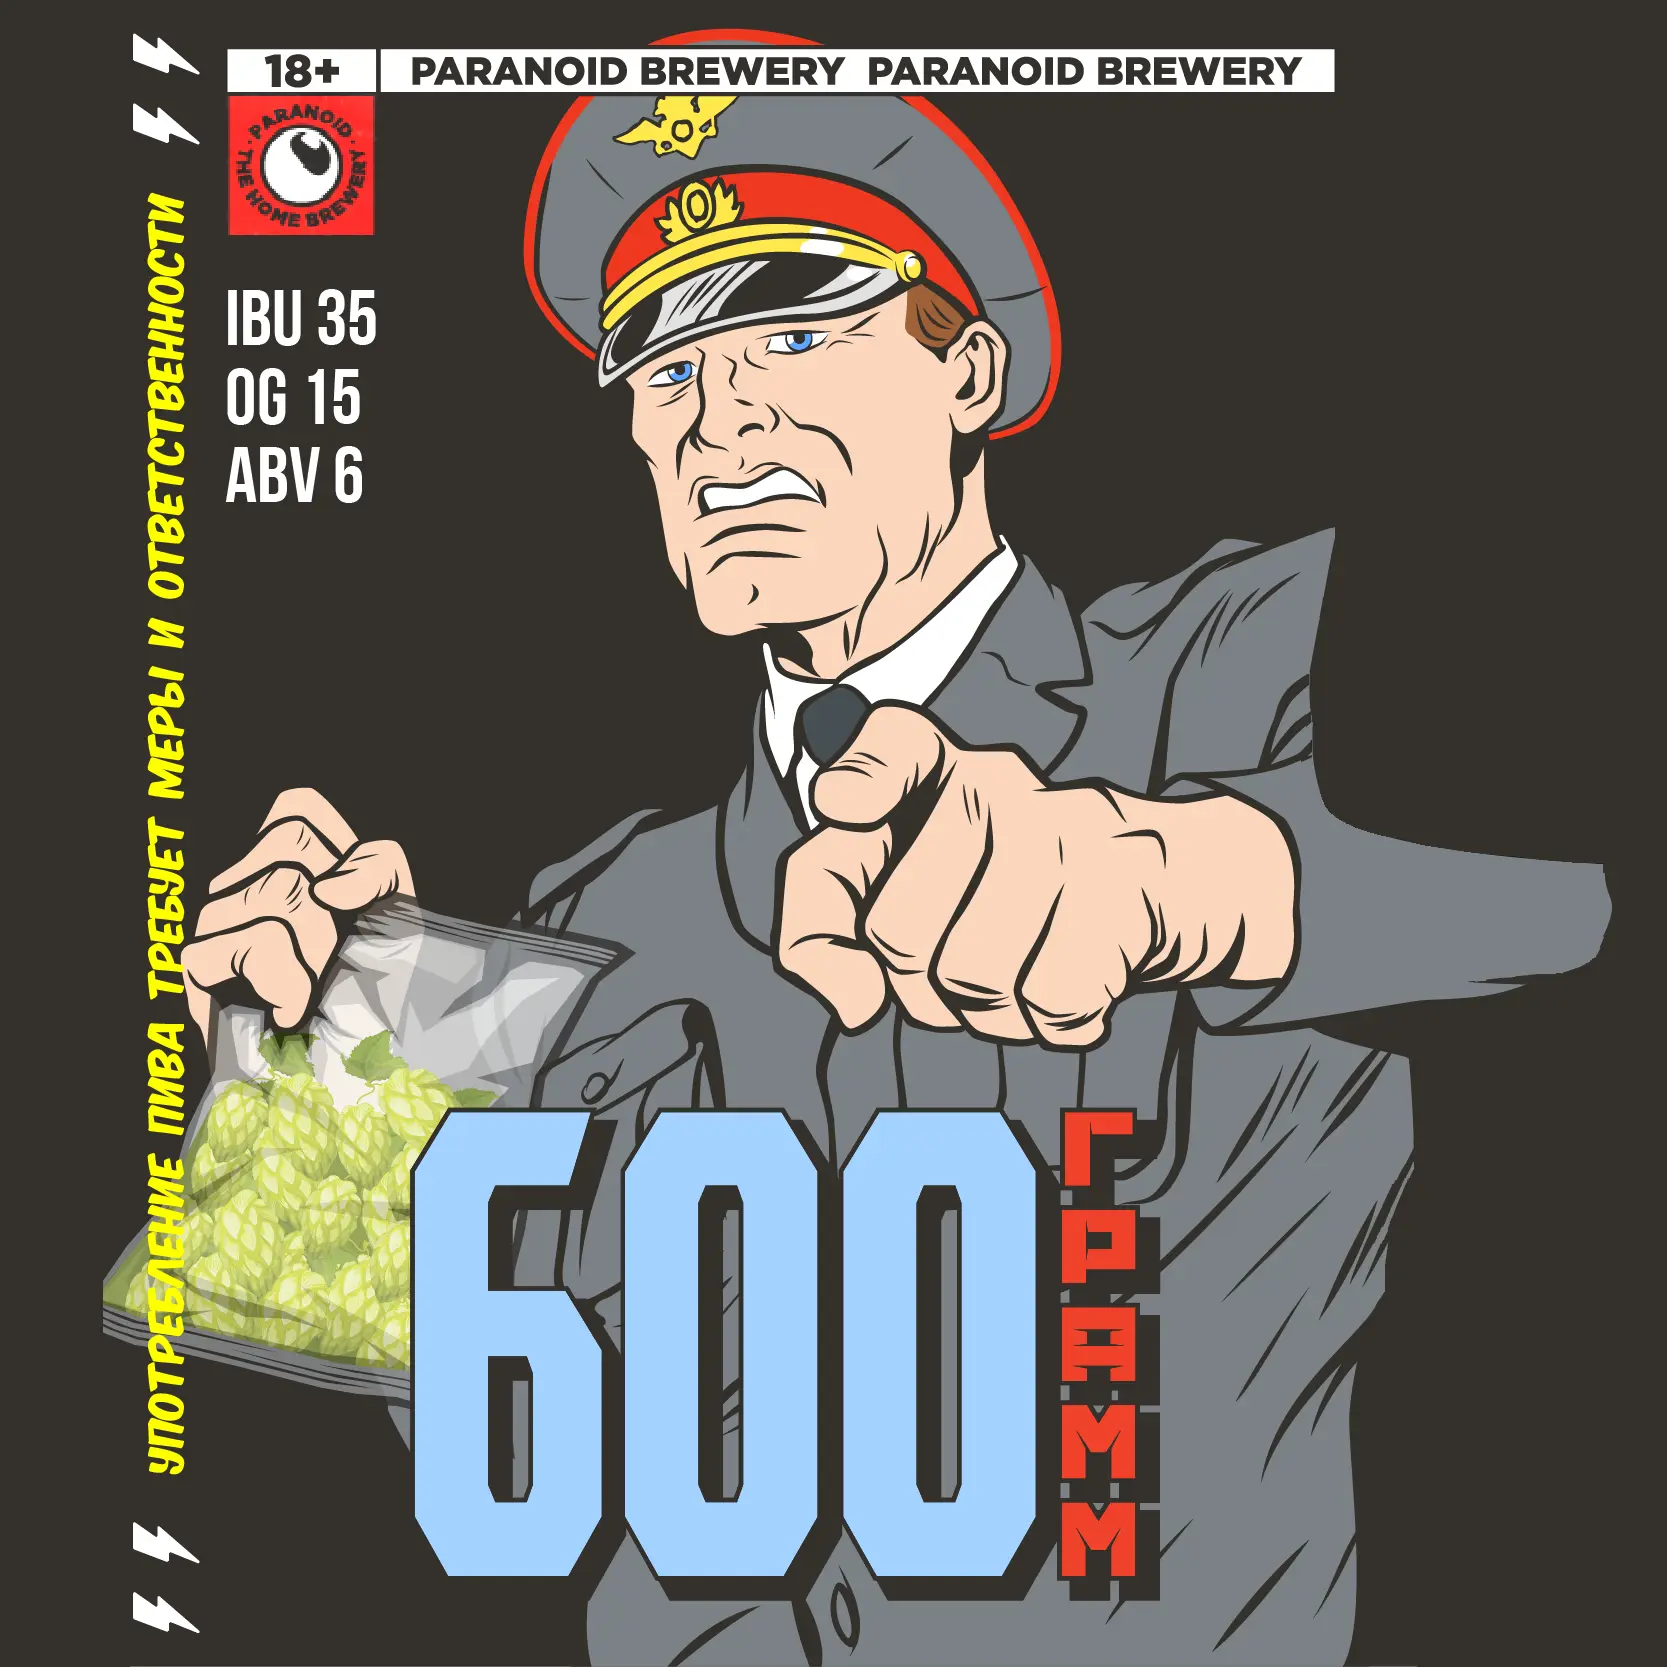 18+
PARANOID BREWERY PARANOID BREWERY
PARANOID
THE HOME BREWERY
IBU 35
OG 15
ABV 6
УПОТРЕБЛЕНИЕ ПИВА ТРЕБУЕТ МЕРЫ И ОТВЕТСТВЕННОСТИ
600
ГРАММ